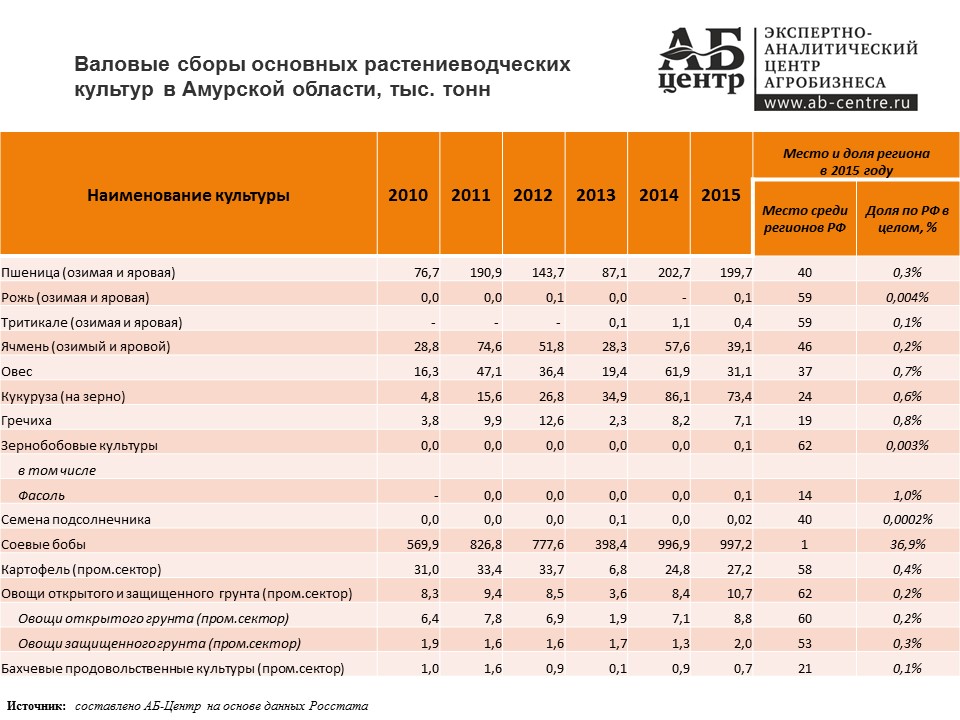 Валовые сборы основных растениеводческих
культур в Амурской области, тыс. тонн
АБ
центр
ЭКСПЕРТНО-
АНАЛИТИЧЕСКИЙ
ЦЕНТР
АГРОБИЗНЕСА
www.ab-centre.ru
Наименование культуры 2010 2011 2012 2013 2014 2015
Место и доля региона
в 2015 году
Место среди
регионов РФ
Доля по РФ в
целом, %
Пшеница (озимая и яровая) 76,7 190,9 143,7 87,1 202,7 199,7 40 0,3%
Рожь (озимая и яровая) 0,0 0,0 0,1 0,0 - 0,1 59 0,004%
Тритикале (озимая и яровая) - - - 0,1 1,1 0,4 59 0,1%
Ячмень (озимый и яровой) 28,8 74,6 51,8 28,3 57,6 39,1 46 0,2%
Овес 16,3 47,1 36,4 19,4 61,9 31,1 37 0,7%
Кукуруза (на зерно) 4,8 15,6 26,8 34,9 86,1 73,4 24 0,6%
Гречиха 3,8 9,9 12,6 2,3 8,2 7,1 19 0,8%
Зернобобовые культуры 0,0 0,0 0,0 0,0 0,0 0,1 62 0,003%
в том числе
Фасоль - 0,0 0,0 0,0 0,0 0,1 14 1,0%
Семена подсолнечника 0,0 0,0 0,0 0,1 0,0 0,02 40 0,0002%
Соевые бобы 569,9 826,8 777,6 398,4 996,9 997,2 1 36,9%
Картофель (пром.сектор) 31,0 33,4 33,7 6,8 24,8 27,2 58 0,4%
Овощи открытого и защищенного грунта (пром.сектор) 8,3 9,4 8,5 3,6 8,4 10,7 62 0,2%
Овощи открытого грунта (пром.сектор) 6,4 7,8 6,9 1,9 7,1 8,8 60 0,2%
Овощи защищенного грунта (пром.сектор) 1,9 1,6 1,6 1,7 1,3 2,0 53 0,3%
Бахчевые продовольственные культуры (пром.сектор) 1,0 1,6 0,9 0,1 0,9 0,7 21 0,1%
Источник: составлено АБ-Центр на основе данных Росстата